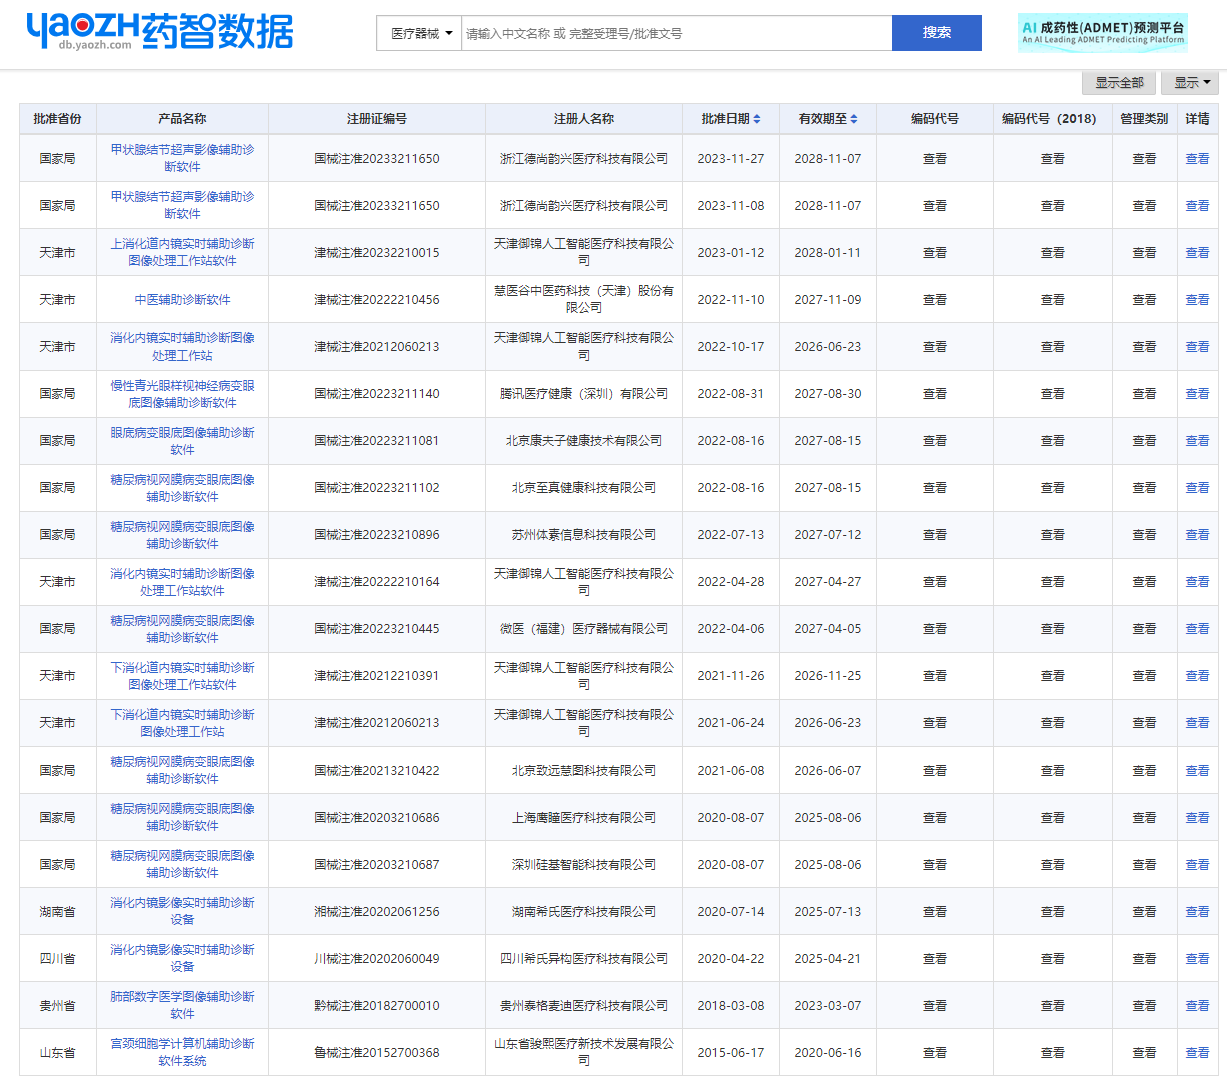 yaozh药智数据
db.yaozh.com
医疗器械
请输入中文名称 或 完整受理号/批准文号
搜索
AI 成药性(ADMET)预测平台
An AI Leading ADMET Predicting Platform
显示全部 显示
批准省份 产品名称 注册证编号 注册人名称 批准日期 有效期至 编码代号 编码代号（2018） 管理类别 详情
国家局 甲状腺结节超声影像辅助诊
断软件 国械注准20233211650 浙江德尚韵兴医疗科技有限公司 2023-11-27 2028-11-07 查看 查看 查看 查看
国家局 甲状腺结节超声影像辅助诊
断软件 国械注准20233211650 浙江德尚韵兴医疗科技有限公司 2023-11-08 2028-11-07 查看 查看 查看 查看
天津市 上消化道内镜实时辅助诊断
图像处理工作站软件 津械注准20232210015 天津御锦人工智能医疗科技有限公
司 2023-01-12 2028-01-11 查看 查看 查看 查看
天津市 中医辅助诊断软件 津械注准20222210456 慧医谷中医药科技（天津）股份有
限公司 2022-11-10 2027-11-09 查看 查看 查看 查看
天津市 消化内镜实时辅助诊断图像
处理工作站 津械注准20212060213 天津御锦人工智能医疗科技有限公
司 2022-10-17 2026-06-23 查看 查看 查看 查看
国家局 慢性青光眼样视神经病变眼
底图像辅助诊断软件 国械注准20223211140 腾讯医疗健康（深圳）有限公司 2022-08-31 2027-08-30 查看 查看 查看 查看
国家局 眼底病变眼底图像辅助诊断
软件 国械注准20223211081 北京康夫子健康技术有限公司 2022-08-16 2027-08-15 查看 查看 查看 查看
国家局 糖尿病视网膜病变眼底图像
辅助诊断软件 国械注准20223211102 北京至真健康科技有限公司 2022-08-16 2027-08-15 查看 查看 查看 查看
国家局 糖尿病视网膜病变眼底图像
辅助诊断软件 国械注准20223210896 苏州体素信息科技有限公司 2022-07-13 2027-07-12 查看 查看 查看 查看
天津市 消化内镜实时辅助诊断图像
处理工作站软件 津械注准20222210164 天津御锦人工智能医疗科技有限公
司 2022-04-28 2027-04-27 查看 查看 查看 查看
国家局 糖尿病视网膜病变眼底图像
辅助诊断软件 国械注准20223210445 微医（福建）医疗器械有限公司 2022-04-06 2027-04-05 查看 查看 查看 查看
天津市 下消化道内镜实时辅助诊断
图像处理工作站软件 津械注准20212210391 天津御锦人工智能医疗科技有限公
司 2021-11-26 2026-11-25 查看 查看 查看 查看
天津市 下消化道内镜实时辅助诊断
图像处理工作站 津械注准20212060213 天津御锦人工智能医疗科技有限公
司 2021-06-24 2026-06-23 查看 查看 查看 查看
国家局 糖尿病视网膜病变眼底图像
辅助诊断软件 国械注准20213210422 北京致远慧图科技有限公司 2021-06-08 2026-06-07 查看 查看 查看 查看
国家局 糖尿病视网膜病变眼底图像
辅助诊断软件 国械注准20203210686 上海鹰瞳医疗科技有限公司 2020-08-07 2025-08-06 查看 查看 查看 查看
国家局 糖尿病视网膜病变眼底图像
辅助诊断软件 国械注准20203210687 深圳硅基智能科技有限公司 2020-08-07 2025-08-06 查看 查看 查看 查看
湖南省 消化内镜影像实时辅助诊断
设备 湘械注准20202061256 湖南希氏医疗科技有限公司 2020-07-14 2025-07-13 查看 查看 查看 查看
四川省 消化内镜影像实时辅助诊断
设备 川械注准20202060049 四川希氏异构医疗科技有限公司 2020-04-22 2025-04-21 查看 查看 查看 查看
贵州省 肺部数字医学图像辅助诊断
软件 黔械注准20182700010 贵州泰格麦迪医疗科技有限公司 2018-03-08 2023-03-07 查看 查看 查看 查看
山东省 宫颈细胞学计算机辅助诊断
软件系统 鲁械注准20152700368 山东省骏熙医疗新技术发展有限公
司 2015-06-17 2020-06-16 查看 查看 查看 查看